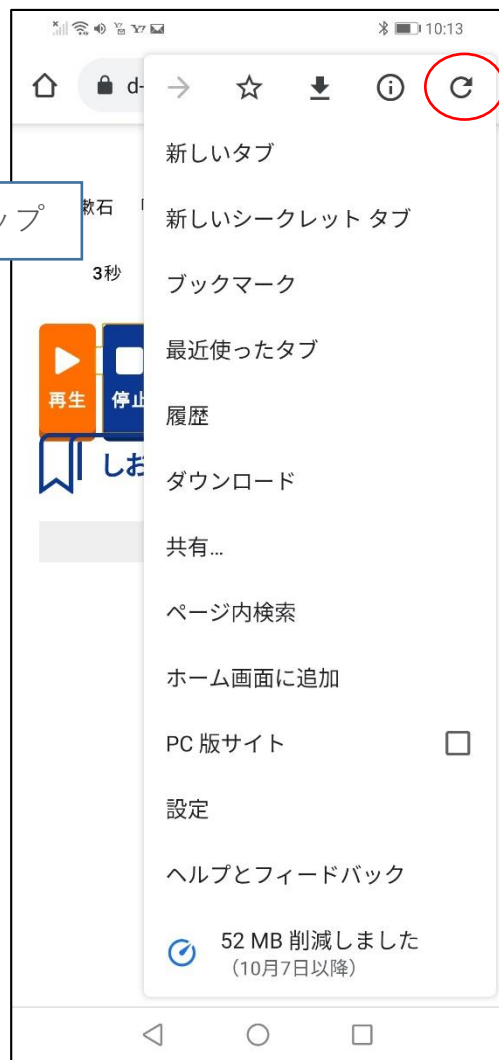 10:13
d-
新しいタブ
漱石 「
新しいシークレット タブ
ップ
3秒
ブックマーク
最近使ったタブ
再生
停止
履歴
しお
ダウンロード
共有...
ページ内検索
ホーム画面に追加
PC 版サイト
設定
ヘルプとフィードバック
52 MB 削減しました
(10月7日以降)